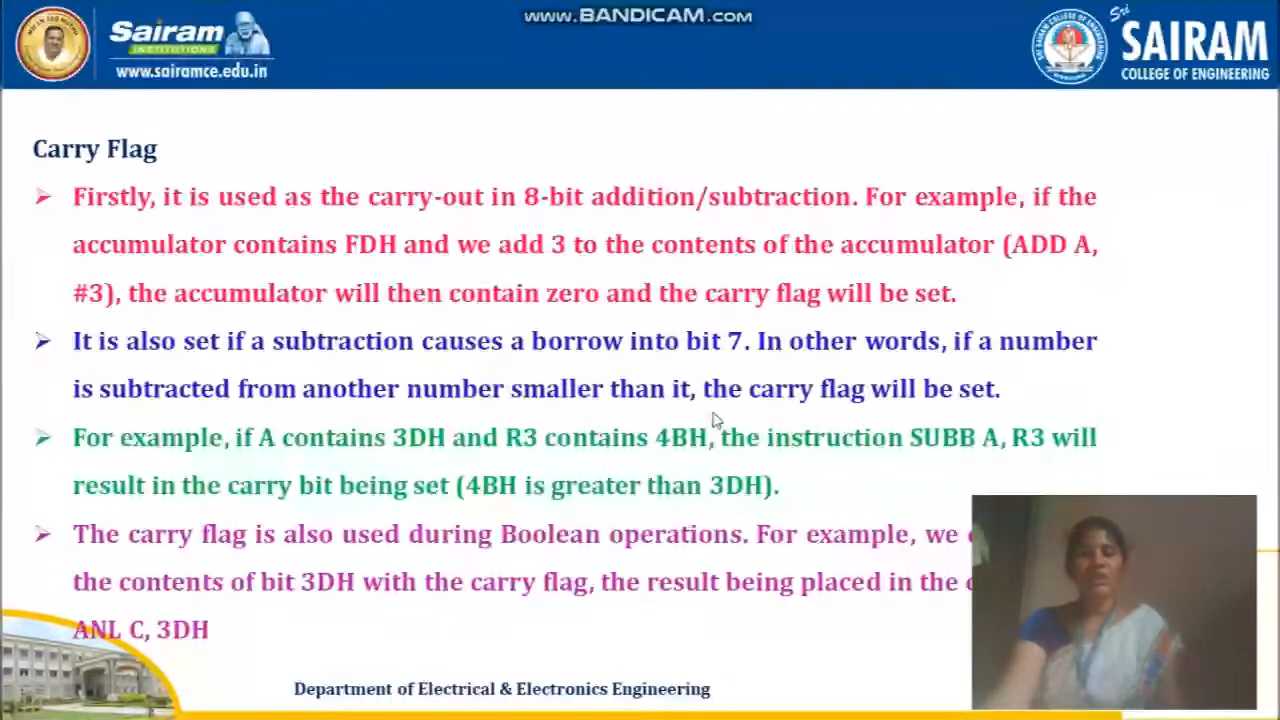 www.BANDICAM.com
Sairam
INSTITUTIONS
www.sairamce.edu.in
Sri
SAIRAM
COLLEGE OF ENGINEERING
Carry Flag
Firstly, it is used as the carry-out in 8-bit addition/subtraction. For example, if the
accumulator contains FDH and we add 3 to the contents of the accumulator (ADD A,
#3), the accumulator will then contain zero and the carry flag will be set.
It is also set if a subtraction causes a borrow into bit 7. In other words, if a number
is subtracted from another number smaller than it, the carry flag will be set.
For example, if A contains 3DH and R3 contains 4BH, the instruction SUBB A, R3 will
result in the carry bit being set (4BH is greater than 3DH).
The carry flag is also used during Boolean operations. For example, we
the contents of bit 3DH with the carry flag, the result being placed in the
ANL C, 3DH
Department of Electrical & Electronics Engineering